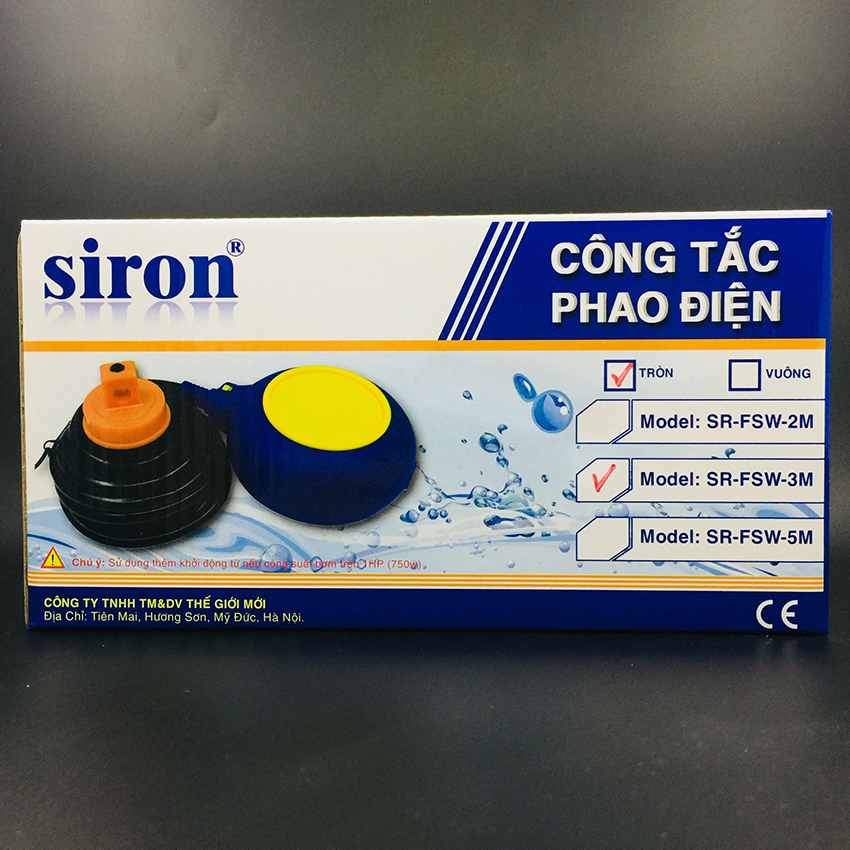 siron®
CÔNG TẮC
PHAO ĐIỆN
TRÒN
VUÔNG
Model: SR-FSW-2M
Model: SR-FSW-3M
Model: SR-FSW-5M
Chú ý: Sử dụng thêm khởi động từ nếu công suất bơm trên 1HP (750w)
CÔNG TY TNHH TM&DV THẾ GIỚI MỚI
Địa Chỉ: Tiên Mai, Hương Sơn, Mỹ Đức, Hà Nội.
CE